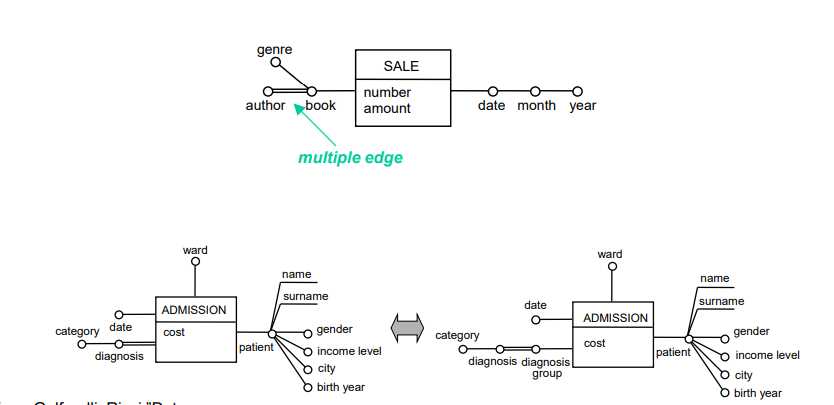 genre
SALE
number
amount
author
book
date
month
year
multiple edge
ward
name
surname
ADMISSION
date
cost
category
diagnosis
patient
gender
income level
city
birth year
ward
name
surname
date
ADMISSION
category
cost
diagnosis
diagnosis
group
patient
gender
income level
city
birth year